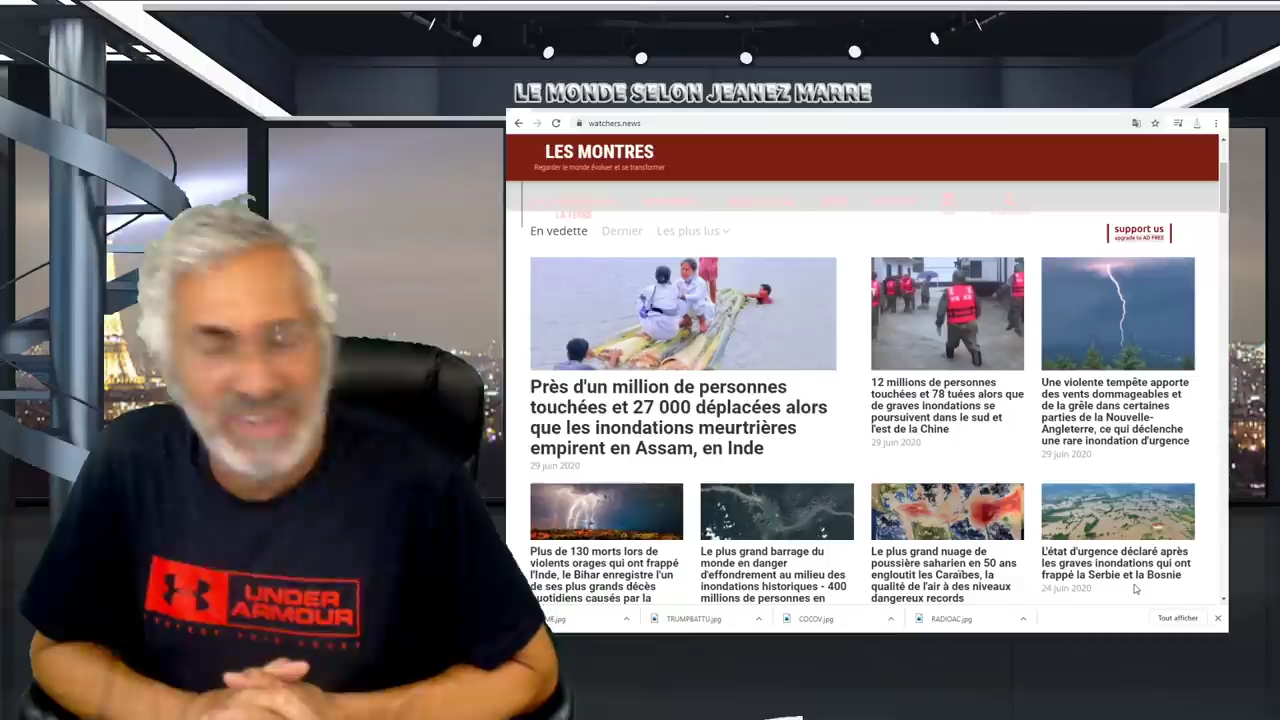 LE MONDE SELON JEANEZ MARRE
watchers.news
LES MONTRES
Regarder le monde évoluer et se transformer
LA TERRE
En vedette Dernier Les plus lus
support us
upgrade to AD FREE
Près d'un million de personnes
touchées et 27 000 déplacées alors
que les inondations meurtrières
empirent en Assam, en Inde
29 juin 2020
12 millions de personnes
touchées et 78 tuées alors que
de graves inondations se
poursuivent dans le sud et
l'est de la Chine
29 juin 2020
Une violente tempête apporte
des vents dommageables et
de la grêle dans certaines
parties de la Nouvelle-
Angleterre, ce qui déclenche
une rare inondation d'urgence
29 juin 2020
Plus de 130 morts lors de
violents orages qui ont frappé
l'Inde, le Bihar enregistre l'un
de ses plus grands décès
quotidiens causés par la
Le plus grand barrage du
monde en danger
d'effondrement au milieu des
inondations historiques - 400
millions de personnes en
Le plus grand nuage de
poussière saharien en 50 ans
engloutit les Caraïbes, la
qualité de l'air à des niveaux
dangereux records
L'état d'urgence déclaré après
les graves inondations qui ont
frappé la Serbie et la Bosnie
24 juin 2020
ME.jpg
TRUMPBATTU.jpg
COCOV.jpg
RADIOAC.jpg
Tout afficher
UNDER
ARMOUR